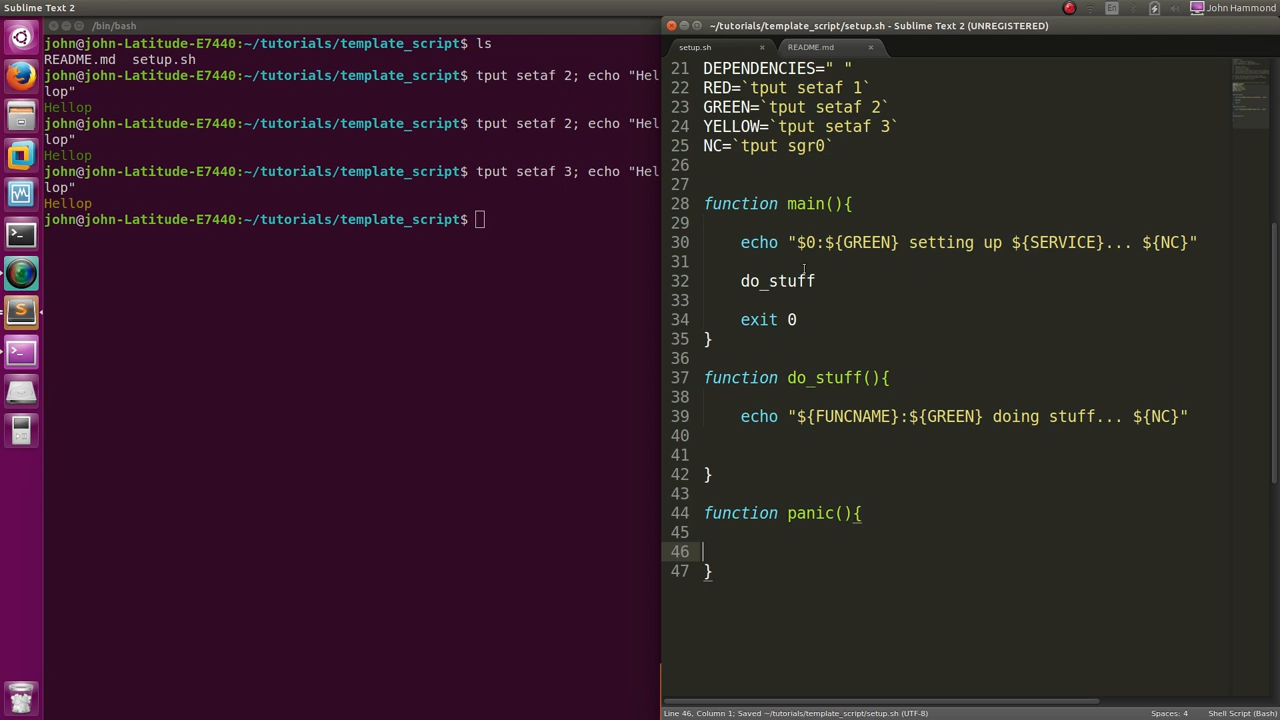 Sublime Text 2
En
John Hammond
/bin/bash
john@john-Latitude-E7440:~/tutorials/template_script$ ls
README.md  setup.sh
john@john-Latitude-E7440:~/tutorials/template_script$ tput setaf 2; echo "Hel
lop"
Hellop
john@john-Latitude-E7440:~/tutorials/template_script$ tput setaf 2; echo "Hel
lop"
Hellop
john@john-Latitude-E7440:~/tutorials/template_script$ tput setaf 3; echo "Hel
lop"
Hellop
john@john-Latitude-E7440:~/tutorials/template_script$
~/tutorials/template_script/setup.sh - Sublime Text 2 (UNREGISTERED)
setup.sh
README.md
21 DEPENDENCIES=" "
22 RED=`tput setaf 1`
23 GREEN=`tput setaf 2`
24 YELLOW=`tput setaf 3`
25 NC=`tput sgr0`
26
27
28 function main(){
29
30     echo "$0:${GREEN} setting up ${SERVICE}... ${NC}"
31
32     do_stuff
33
34     exit 0
35 }
36
37 function do_stuff(){
38
39     echo "${FUNCNAME}:${GREEN} doing stuff... ${NC}"
40
41
42 }
43
44 function panic(){
45
46
47 }
Line 46, Column 1; Saved ~/tutorials/template_script/setup.sh (UTF-8)
Spaces: 4
Shell Script (Bash)